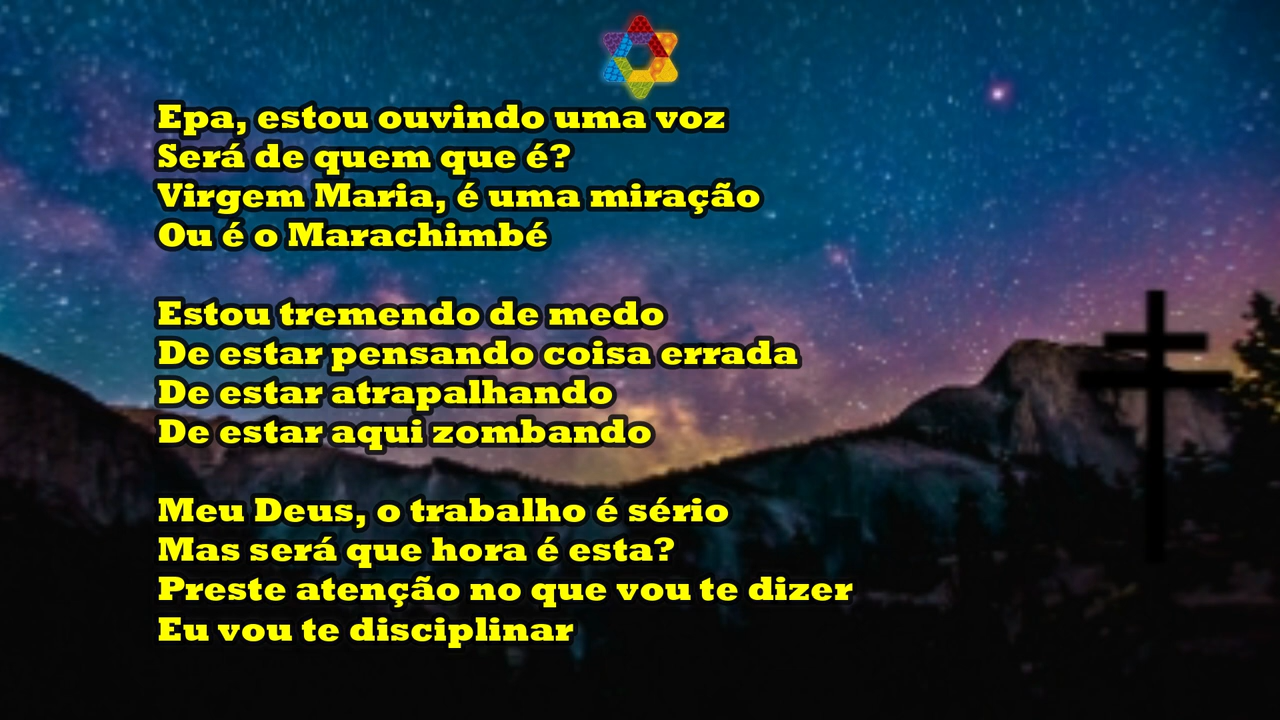 Epa, estou ouvindo uma voz
Será de quem que é?
Virgem Maria, é uma miração
Ou é o Marachimbé
Estou tremendo de medo
De estar pensando coisa errada
De estar atrapalhando
De estar aqui zombando
Meu Deus, o trabalho é sério
Mas será que hora é esta?
Preste atenção no que vou te dizer
Eu vou te disciplinar